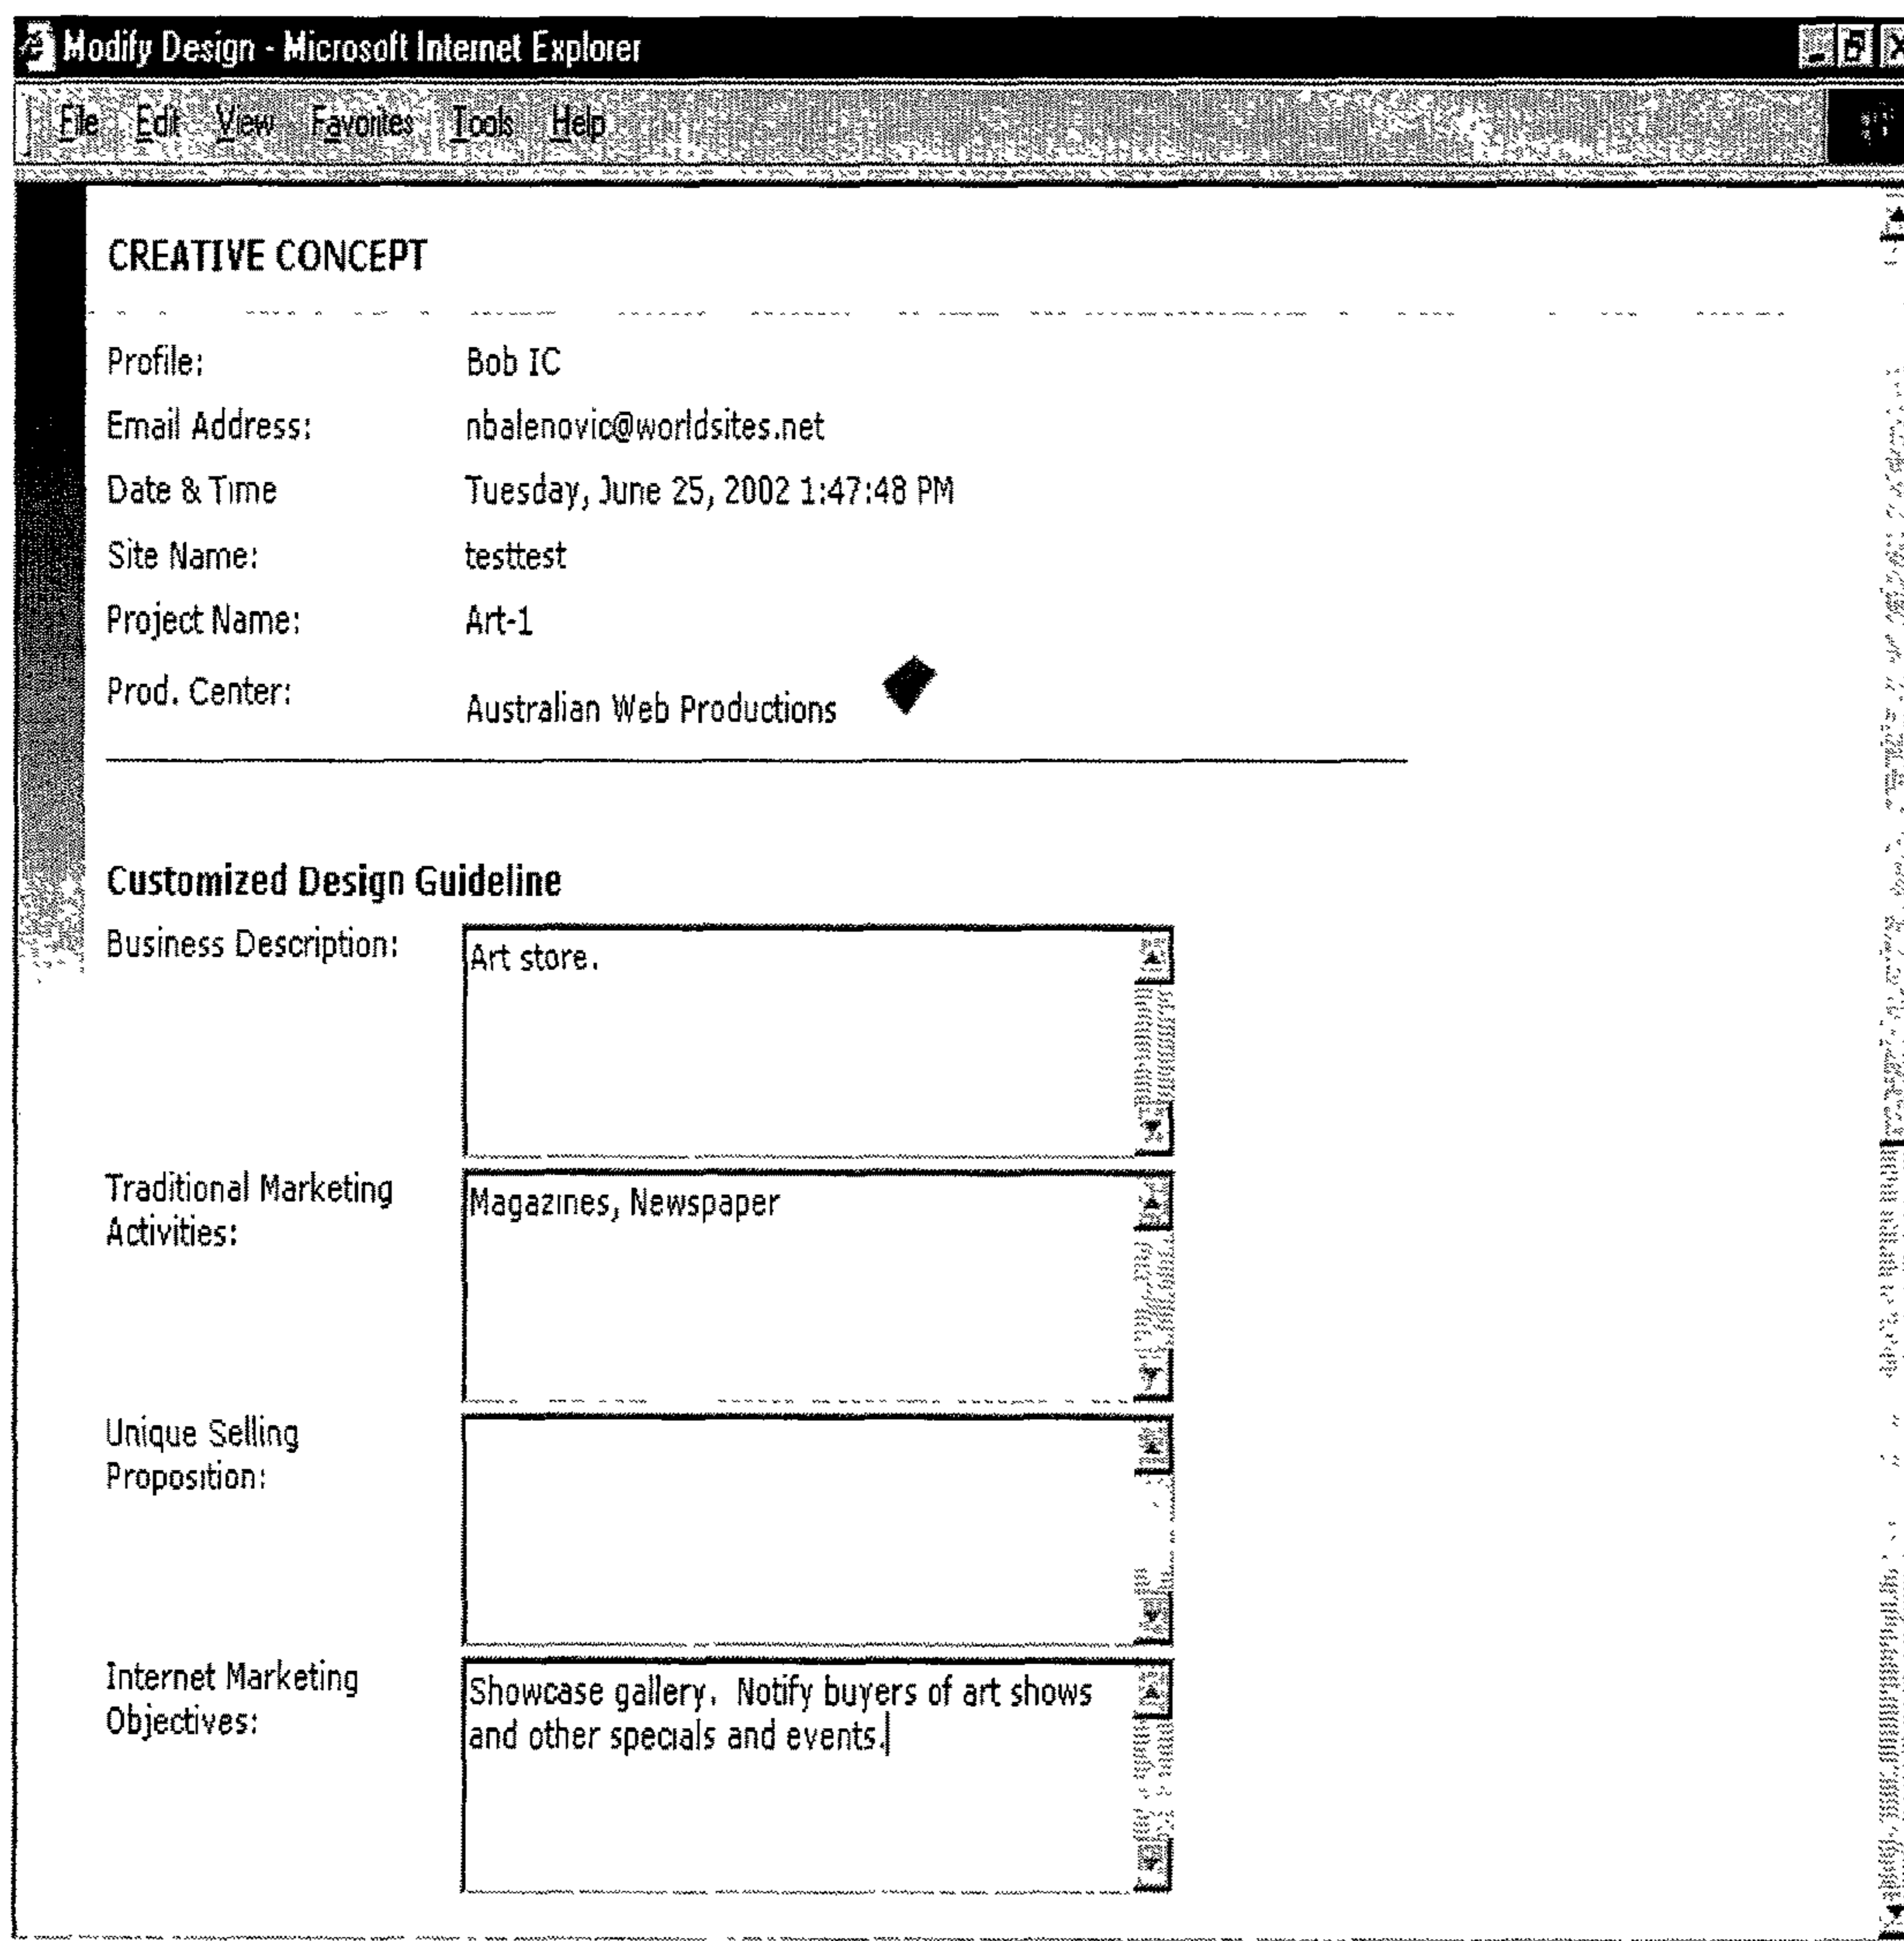 Modify Design - Microsoft Internet Explorer
File Edit View Favorites Tools Help
CREATIVE CONCEPT
Profile: Bob IC
Email Address: nbalenovic@worldsites.net
Date & Time Tuesday, June 25, 2002 1:47:48 PM
Site Name: testtest
Project Name: Art-1
Prod. Center: Australian Web Productions
Customized Design Guideline
Business Description: Art store.
Traditional Marketing Magazines, Newspaper
Activities:
Unique Selling
Proposition:
Internet Marketing Showcase gallery. Notify buyers of art shows
Objectives: and other specials and events.